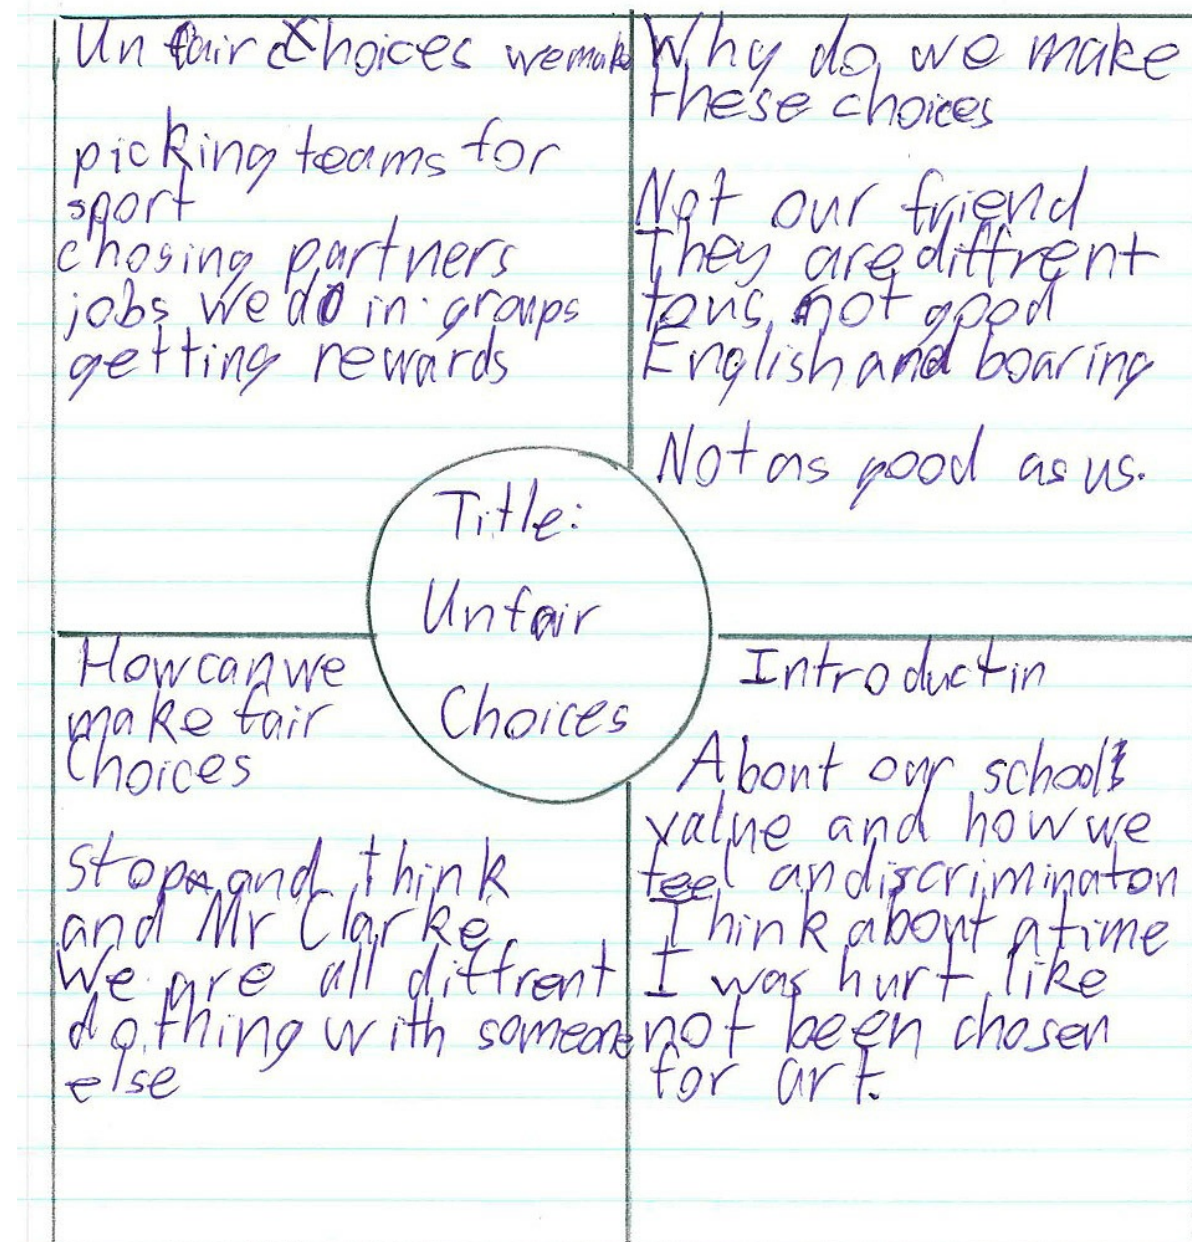 Unfair Choices we make
picking teams for
sport
chosing partners
jobs we do in groups
getting rewards
Why do we make
these choices
Not our friend
They are diffrent
to us, not good
English and boaring
Not as good as us.
Title:
Unfair
Choices
How can we
make fair
Choices
stop and think
and Mr Clarke
We are all diffrent
do thing with someone
else
Introductin
About our school's
value and how we
feel an discriminaton
Think about a time
I was hurt like
not been chosen
for art.